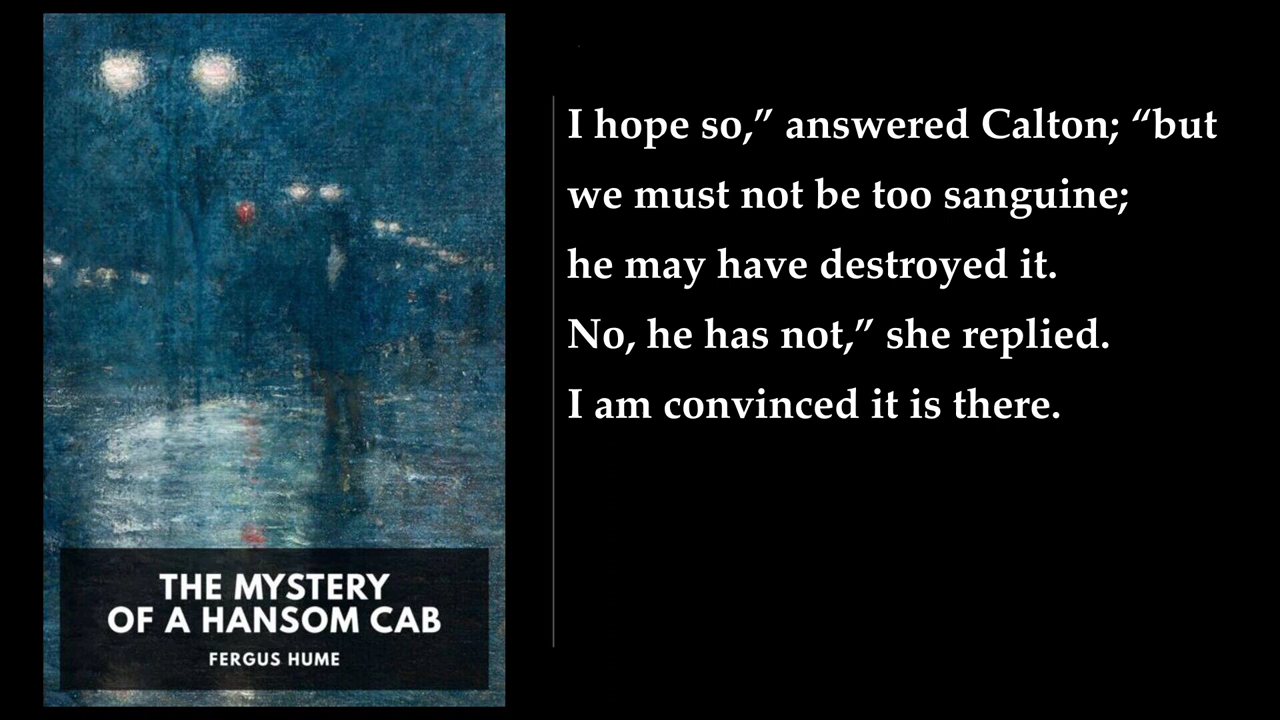 I hope so,” answered Calton; “but
we must not be too sanguine;
he may have destroyed it.
No, he has not,” she replied.
I am convinced it is there.
THE MYSTERY
OF A HANSOM CAB
FERGUS HUME